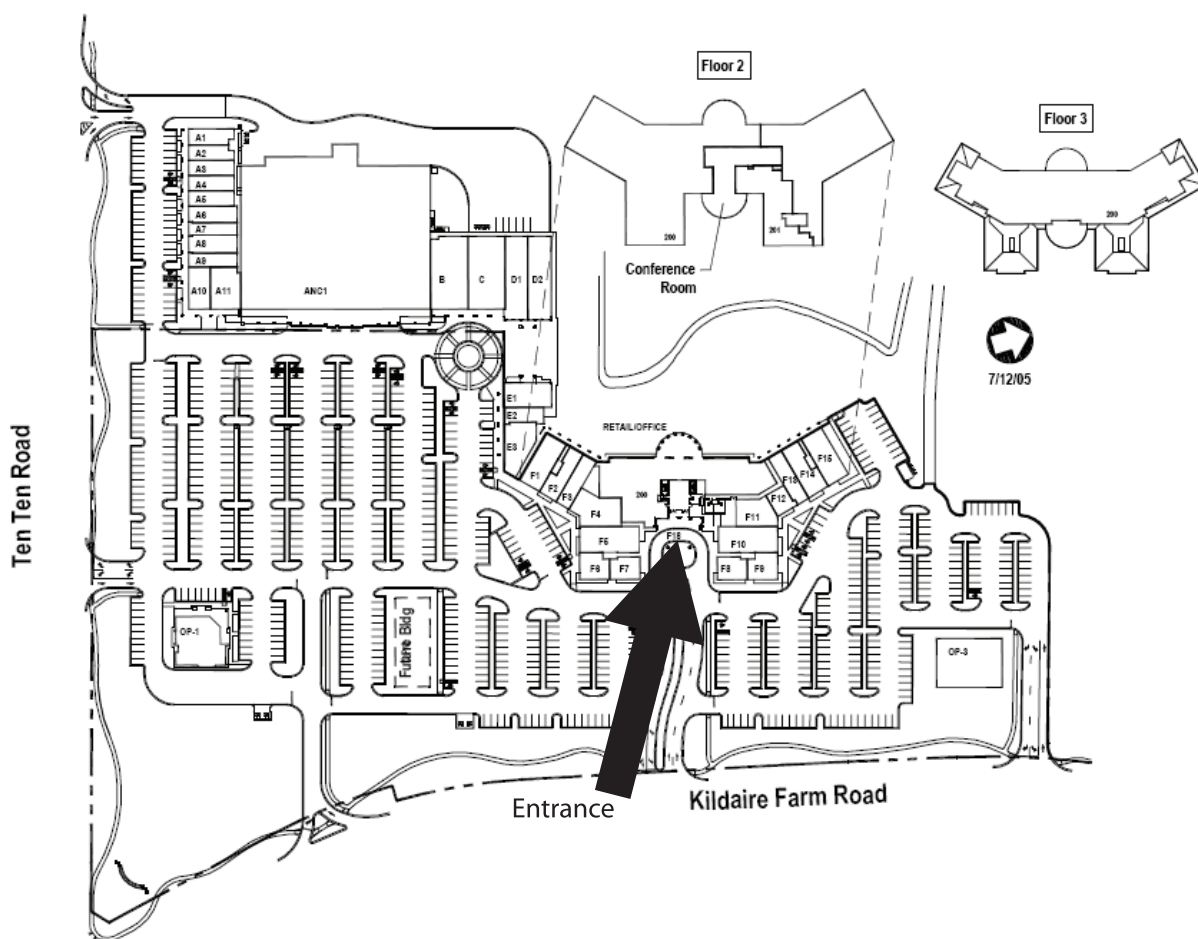 Floor 2
Floor 3
A1
A2
A3
A4
A5
A6
A7
A8
A9
A10
A11
ANC1
B
C
D1
D2
200
201
200
Conference
Room
7/12/05
E1
E2
E3
RETAIL/OFFICE
F1
F2
F3
F4
F5
F6
F7
200
F16
F8
F9
F10
F11
F12
F13
F14
F15
Ten Ten Road
OP-1
Future Bldg
OP-3
Entrance
Kildaire Farm Road